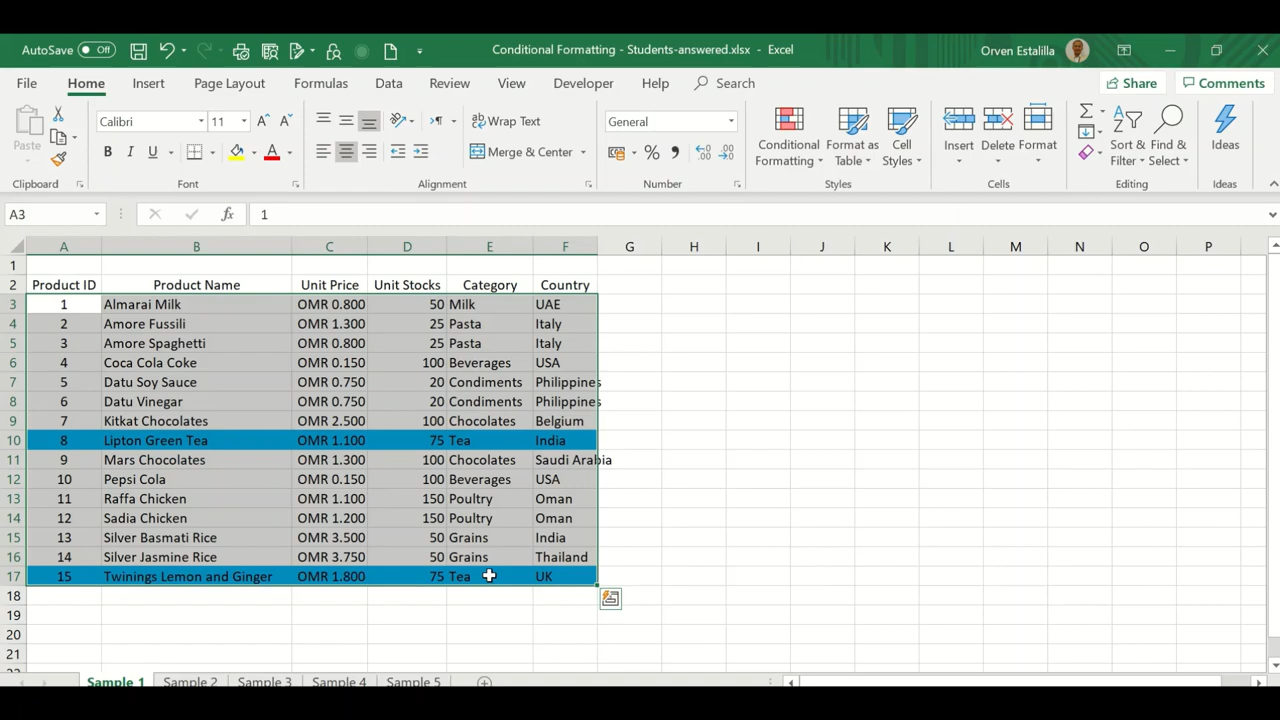 AutoSave Off
Conditional Formatting - Students-answered.xlsx - Excel
Orven Estalilla
File Home Insert Draw Page Layout Formulas Data Review View Developer Help Search
Share Comments
Paste
Calibri 11
B I U A
Wrap Text
Merge & Center
General
Conditional Formatting
Format as Table
Cell Styles
Insert Delete Format
Sort & Filter
Find & Select
Ideas
Clipboard Font Alignment Number Styles Cells Editing Ideas
A3 fx 1
A B C D E F G H I J K L M N O P
1
2 Product ID Product Name Unit Price Unit Stocks Category Country
3 1 Almarai Milk OMR 0.800 50 Milk UAE
4 2 Amore Fussili OMR 1.300 25 Pasta Italy
5 3 Amore Spaghetti OMR 0.800 25 Pasta Italy
6 4 Coca Cola Coke OMR 0.150 100 Beverages USA
7 5 Datu Soy Sauce OMR 0.750 20 Condiments Philippines
8 6 Datu Vinegar OMR 0.750 20 Condiments Philippines
9 7 Kitkat Chocolates OMR 2.500 100 Chocolates Belgium
10 8 Lipton Green Tea OMR 1.100 75 Tea India
11 9 Mars Chocolates OMR 1.300 100 Chocolates Saudi Arabia
12 10 Pepsi Cola OMR 0.150 100 Beverages USA
13 11 Raffa Chicken OMR 1.100 150 Poultry Oman
14 12 Sadia Chicken OMR 1.200 150 Poultry Oman
15 13 Silver Basmati Rice OMR 3.500 50 Grains India
16 14 Silver Jasmine Rice OMR 3.750 50 Grains Thailand
17 15 Twinings Lemon and Ginger OMR 1.800 75 Tea UK
18
19
20
21
Sample 1 Sample 2 Sample 3 Sample 4 Sample 5